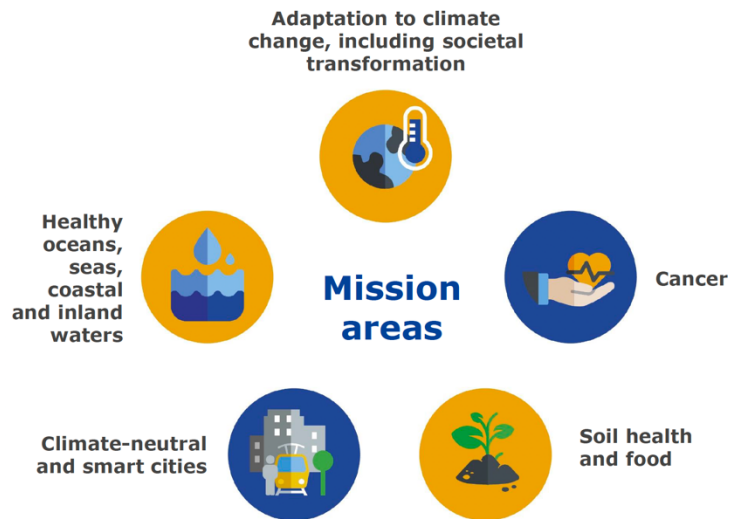 Adaptation to climate
change, including societal
transformation
Healthy
oceans,
seas,
coastal
and inland
waters
Mission
areas
Cancer
Climate-neutral
and smart cities
Soil health
and food